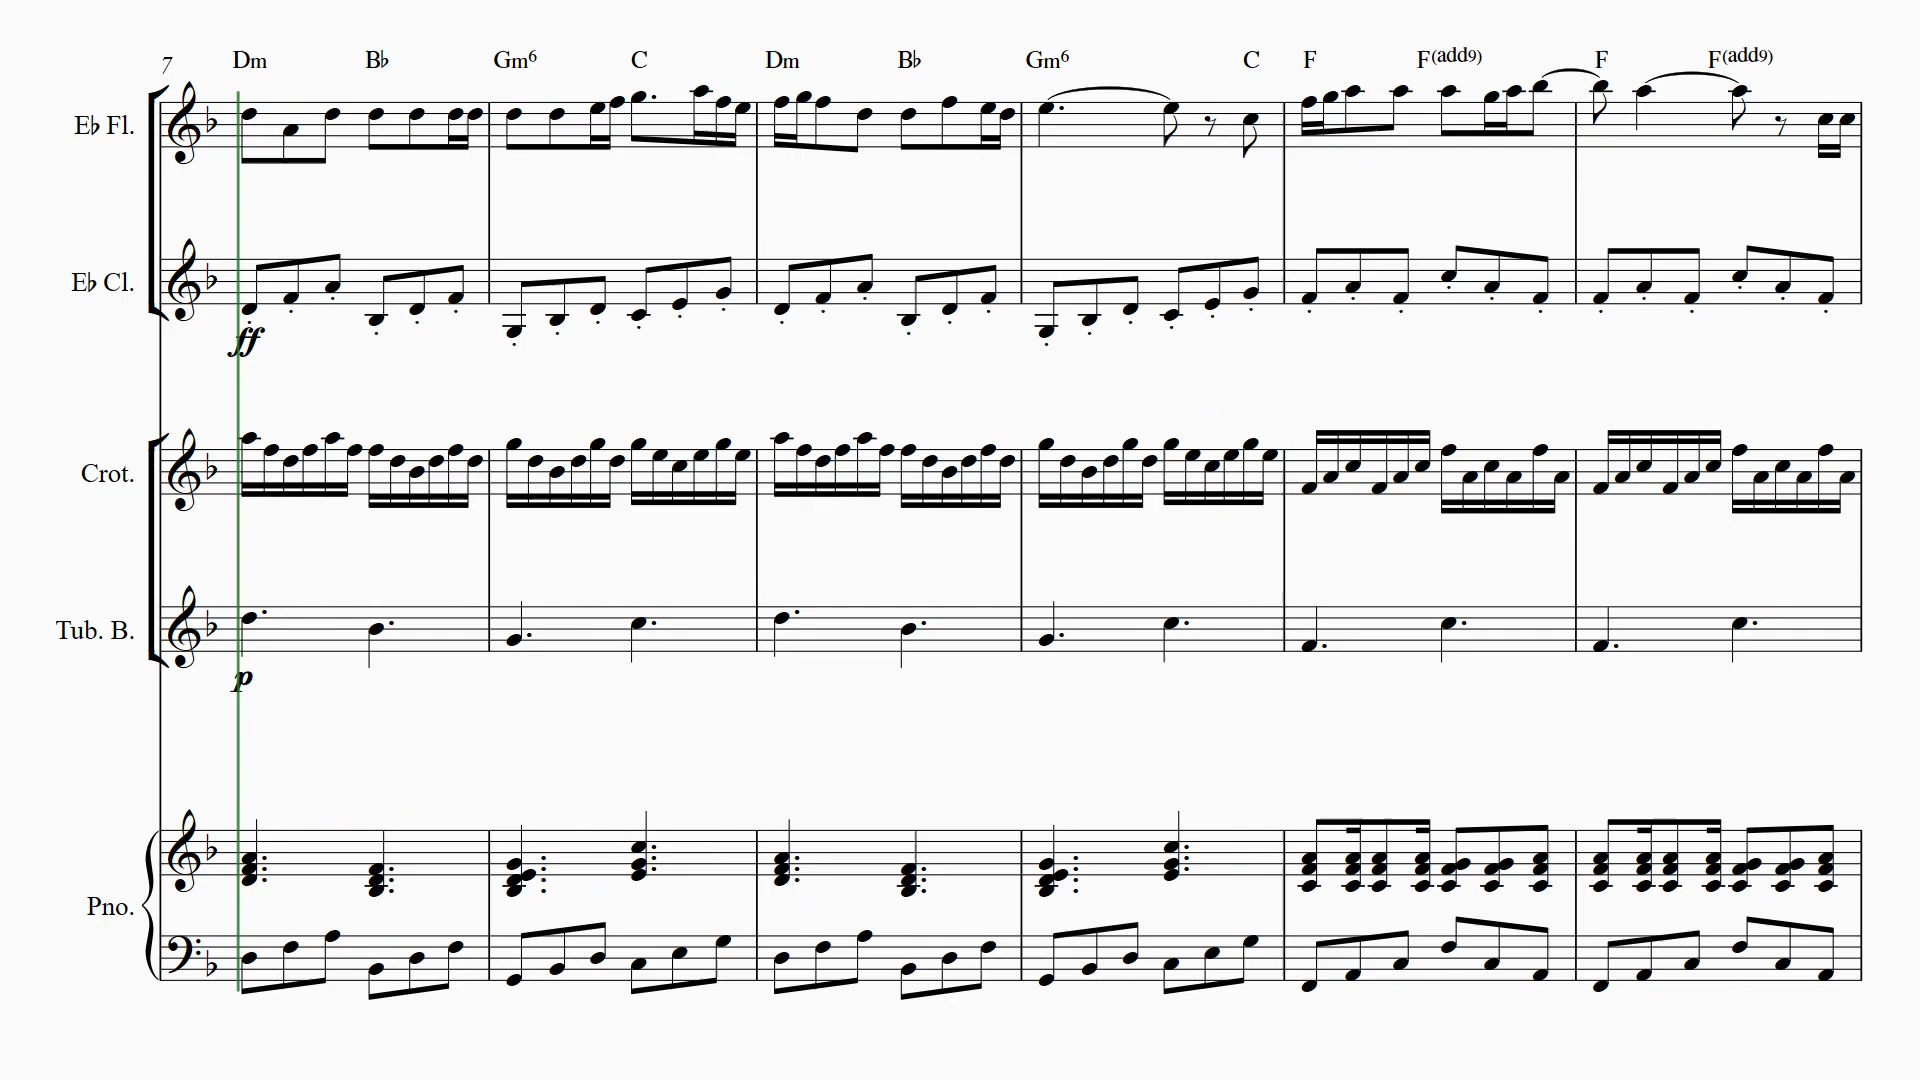 7 Dm B♭ Gm6 C Dm B♭ Gm6 C F F(add9) F F(add9)
E♭ Fl.
E♭ Cl.
ff
Crot.
Tub. B.
p
Pno.